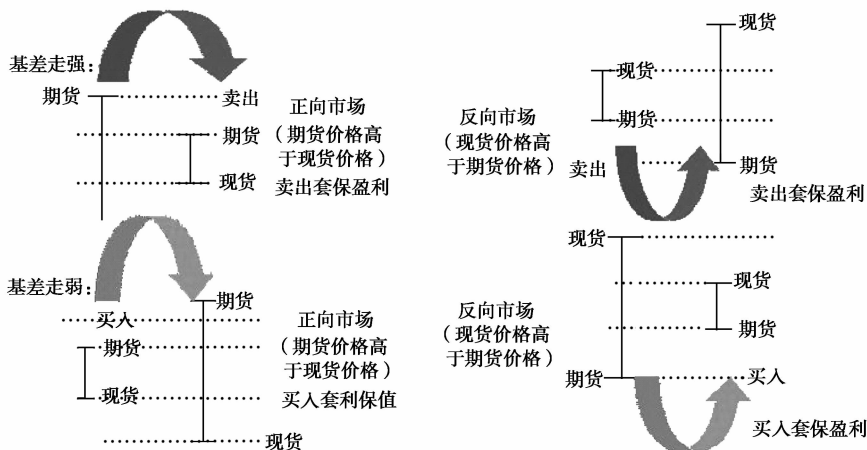 基差走强：
期货
卖出
期货
现货
正向市场
（期货价格高
于现货价格）
卖出套保盈利
现货
现货
期货
反向市场
（现货价格高
于期货价格）
卖出
期货
卖出套保盈利
基差走弱：
期货
买入
期货
现货
现货
正向市场
（期货价格高
于现货价格）
买入套利保值
现货
现货
期货
反向市场
（现货价格高
于期货价格）
期货
买入
买入套保盈利